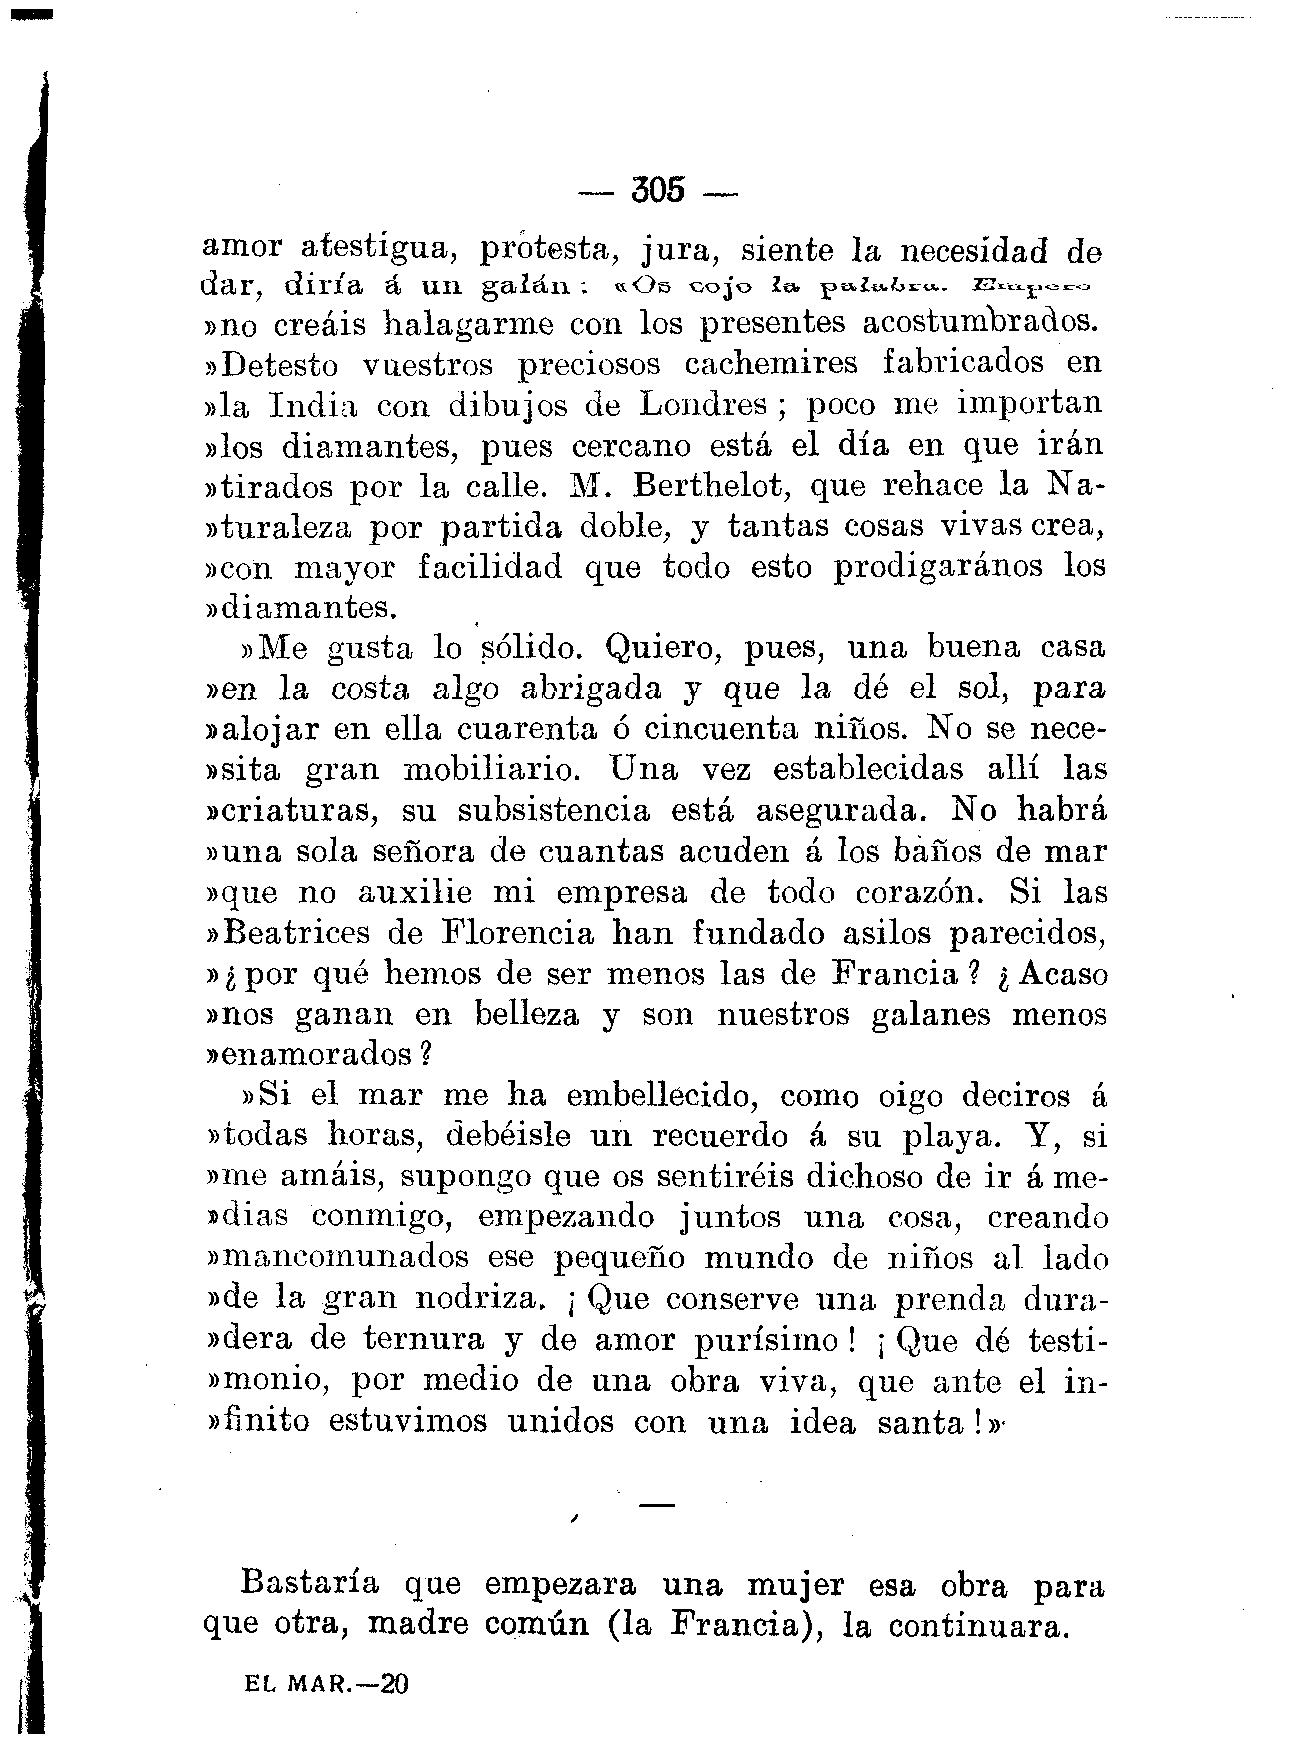 — 305 —
amor atestigua, protesta, jura, siente la necesidad de
dar, diría á un galán: «Os cojo la palabra. Empero
»no creáis halagarme con los presentes acostumbrados.
»Detesto vuestros preciosos cachemires fabricados en
»la India con dibujos de Londres; poco me importan
»los diamantes, pues cercano está el día en que irán
»tirados por la calle. M. Berthelot, que rehace la Na-
»turaleza por partida doble, y tantas cosas vivas crea,
»con mayor facilidad que todo esto prodigarános los
»diamantes.
»Me gusta lo sólido. Quiero, pues, una buena casa
»en la costa algo abrigada y que la dé el sol, para
»alojar en ella cuarenta ó cincuenta niños. No se nece-
»sita gran mobiliario. Una vez establecidas allí las
»criaturas, su subsistencia está asegurada. No habrá
»una sola señora de cuantas acuden á los baños de mar
»que no auxilie mi empresa de todo corazón. Si las
»Beatrices de Florencia han fundado asilos parecidos,
»¿por qué hemos de ser menos las de Francia? ¿Acaso
»nos ganan en belleza y son nuestros galanes menos
»enamorados?
»Si el mar me ha embellecido, como oigo deciros á
»todas horas, debéisle un recuerdo á su playa. Y, si
»me amáis, supongo que os sentiréis dichoso de ir á me-
»dias conmigo, empezando juntos una cosa, creando
»mancomunados ese pequeño mundo de niños al lado
»de la gran nodriza. ¡Que conserve una prenda dura-
»dera de ternura y de amor purísimo! ¡Que dé testi-
»monio, por medio de una obra viva, que ante el in-
»finito estuvimos unidos con una idea santa!»
—
Bastaría que empezara una mujer esa obra para
que otra, madre común (la Francia), la continuara.
EL MAR.—20